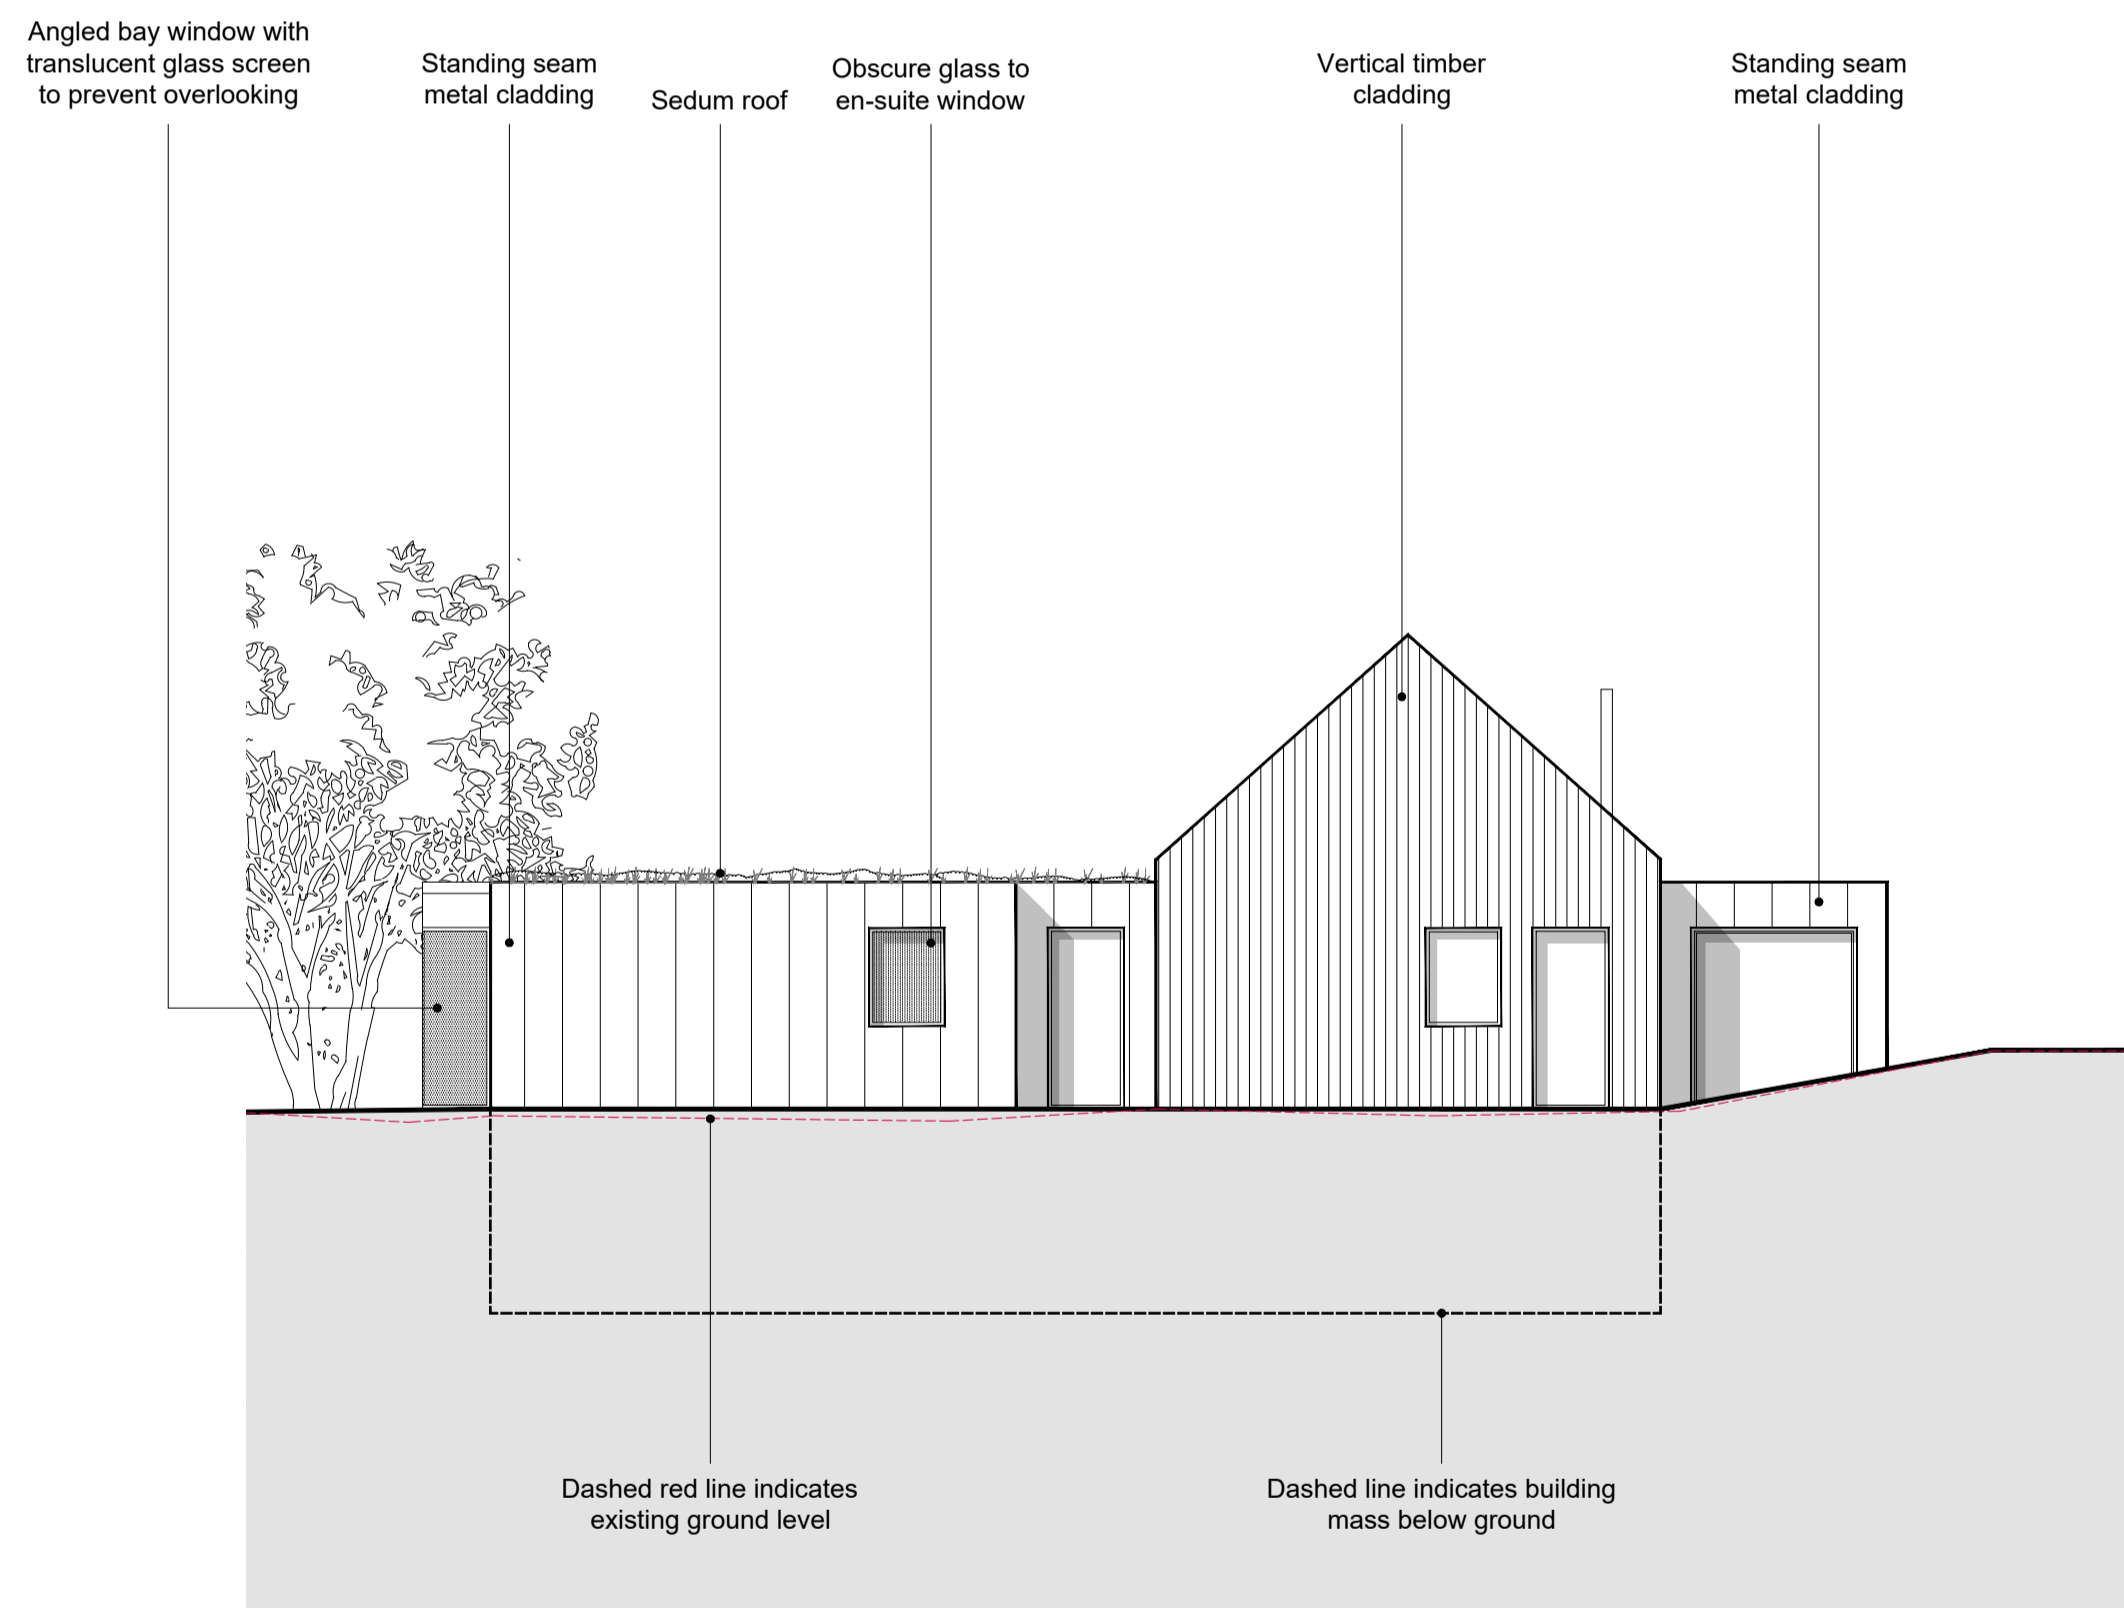 Angled bay window with
translucent glass screen
to prevent overlooking
Standing seam
metal cladding
Sedum roof
Obscure glass to
en-suite window
Vertical timber
cladding
Standing seam
metal cladding
Dashed red line indicates
existing ground level
Dashed line indicates building
mass below ground